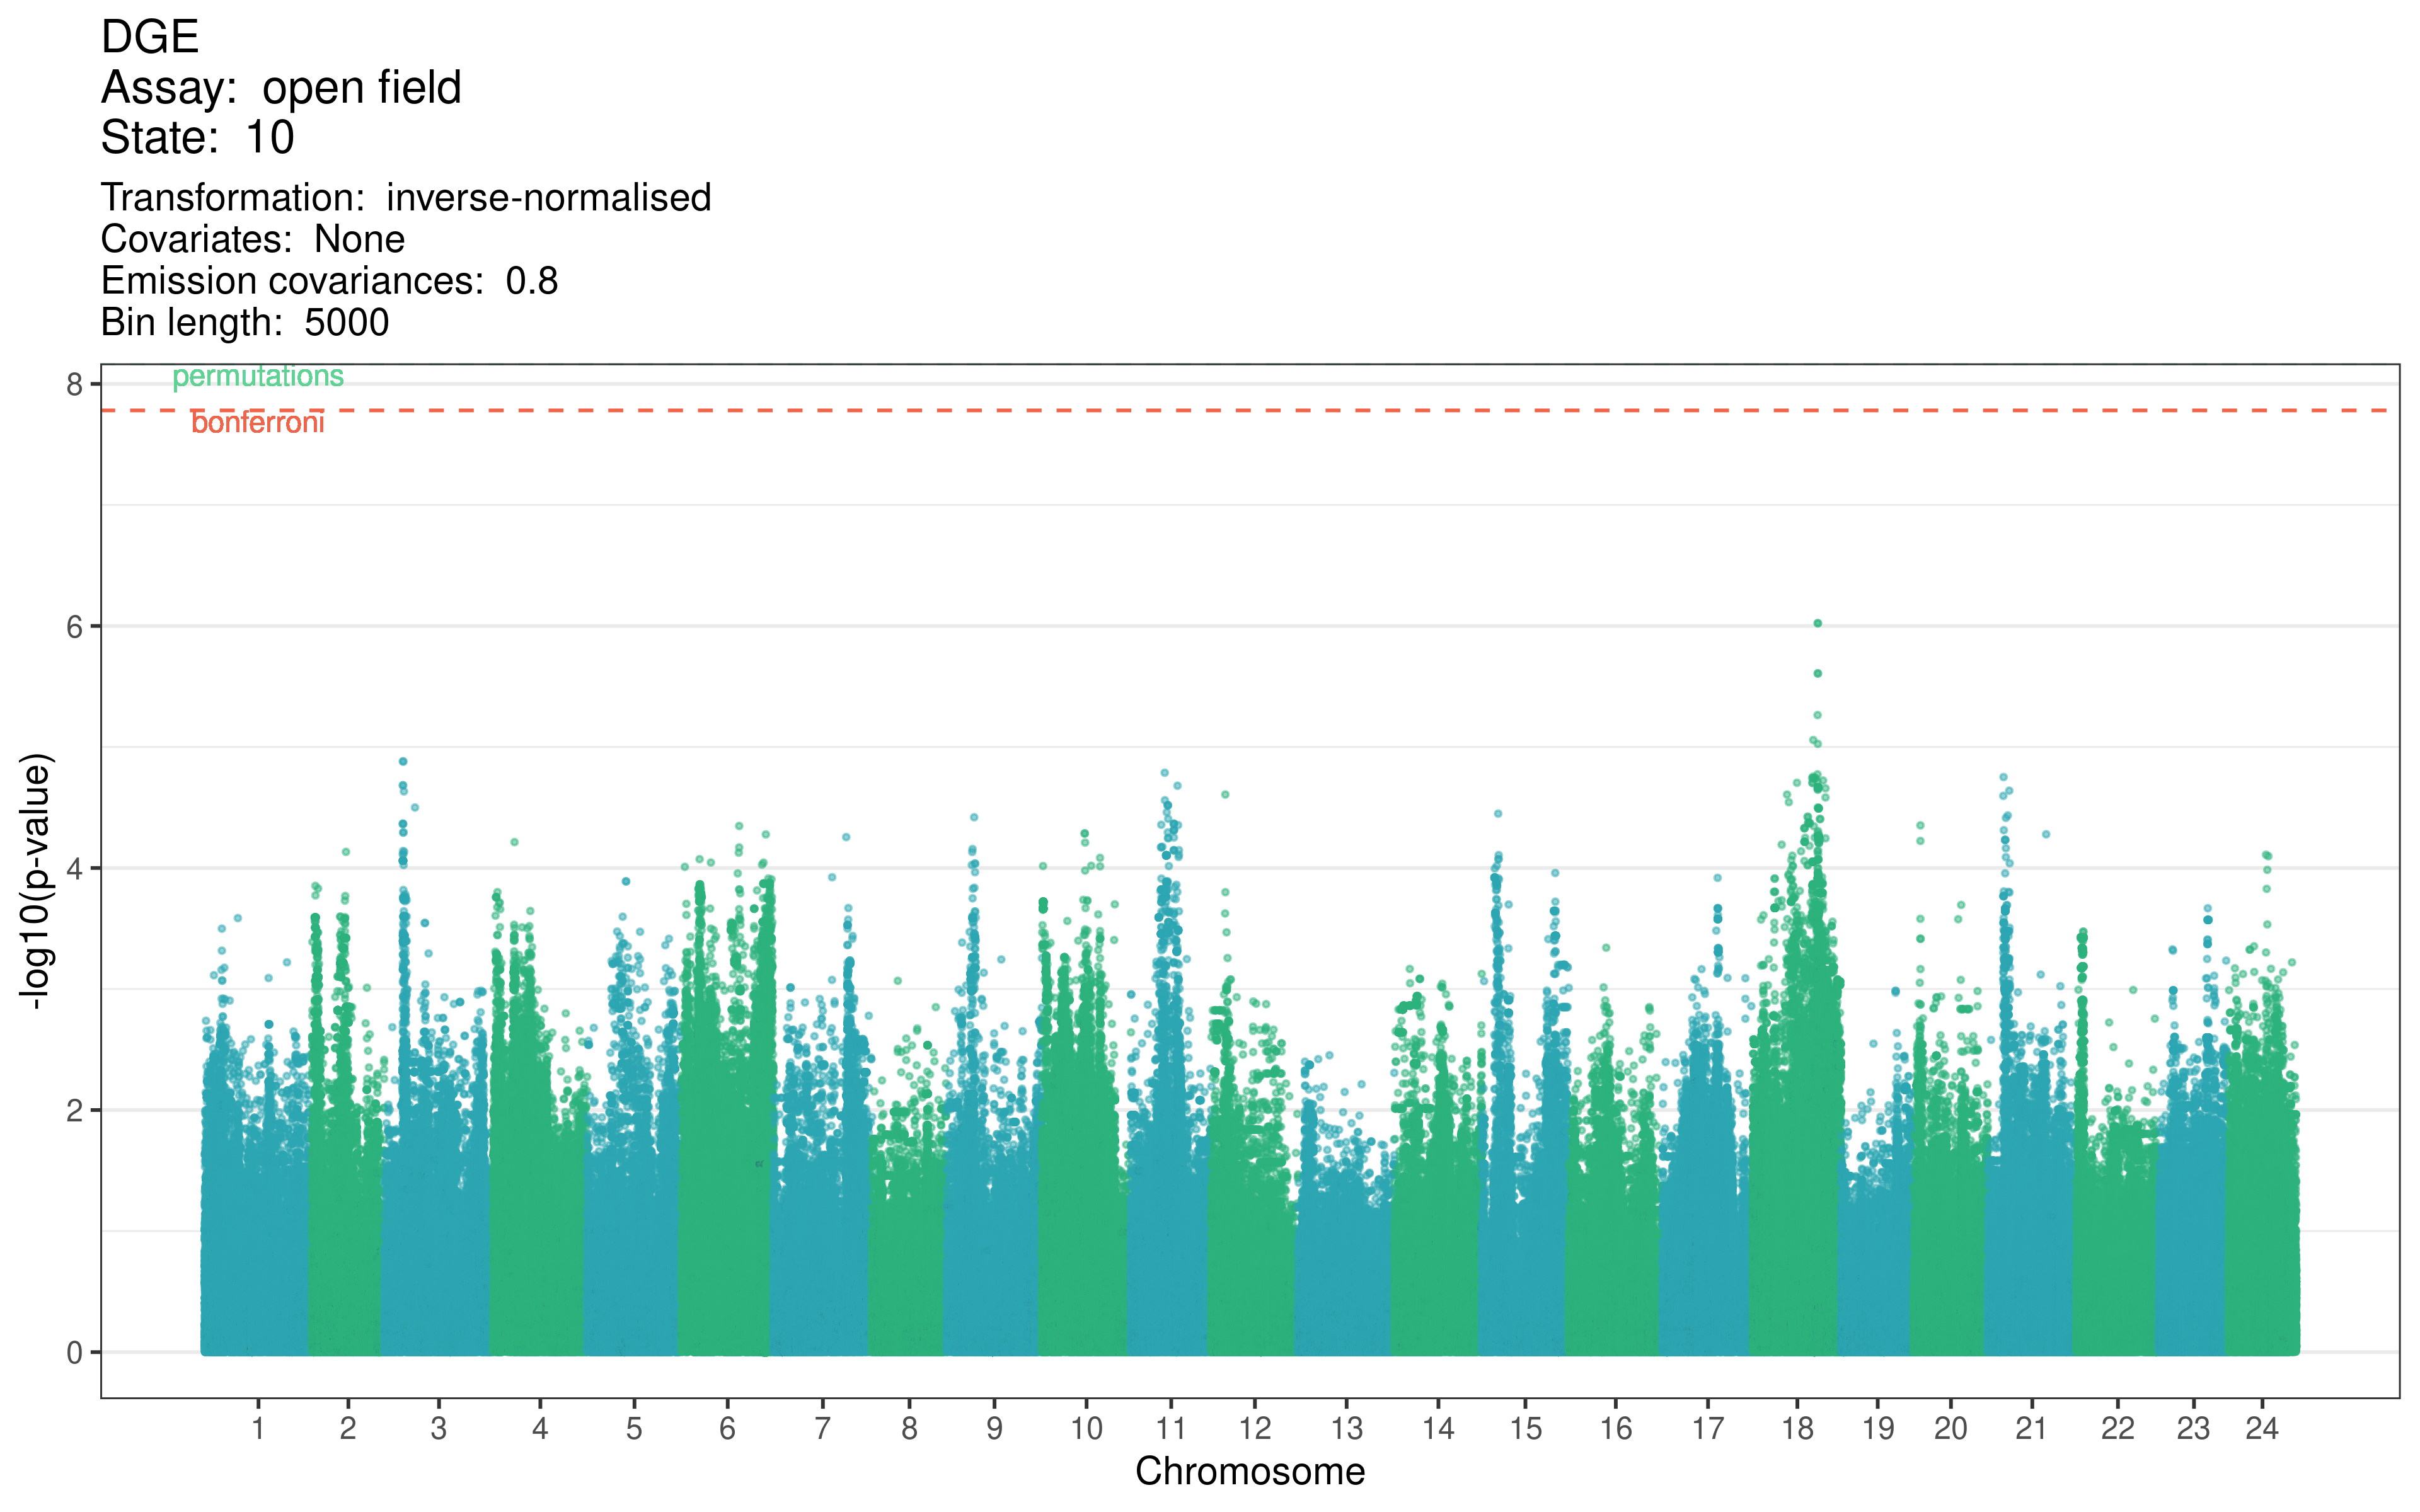 DGE
Assay: open field
State: 10
Transformation: inverse-normalised
Covariates: None
Emission covariances: 0.8
Bin length: 5000
permutations
bonferroni
8
6
4
2
0
-log10(p-value)
1 2 3 4 5 6 7 8 9 10 11 12 13 14 15 16 17 18 19 20 21 22 23 24
Chromosome